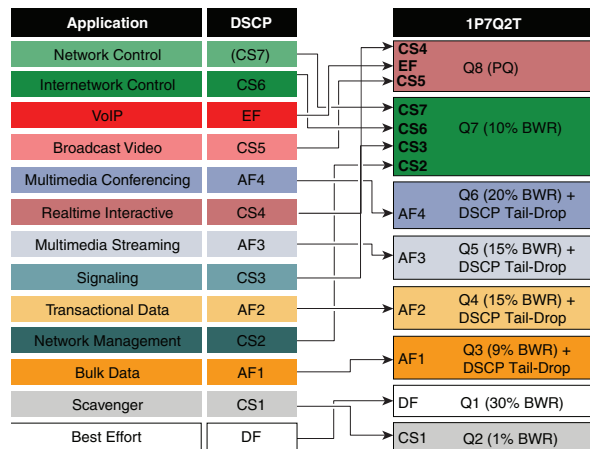 Application DSCP 1P7Q2T
Network Control (CS7)
Internetwork Control CS6
VoIP EF
Broadcast Video CS5
Multimedia Conferencing AF4
Realtime Interactive CS4
Multimedia Streaming AF3
Signaling CS3
Transactional Data AF2
Network Management CS2
Bulk Data AF1
Scavenger CS1
Best Effort DF
CS4
EF Q8 (PQ)
CS5
CS7
CS6 Q7 (10% BWR)
CS3
CS2
AF4 Q6 (20% BWR) +
DSCP Tail-Drop
AF3 Q5 (15% BWR) +
DSCP Tail-Drop
AF2 Q4 (15% BWR) +
DSCP Tail-Drop
AF1 Q3 (9% BWR) +
DSCP Tail-Drop
DF Q1 (30% BWR)
CS1 Q2 (1% BWR)